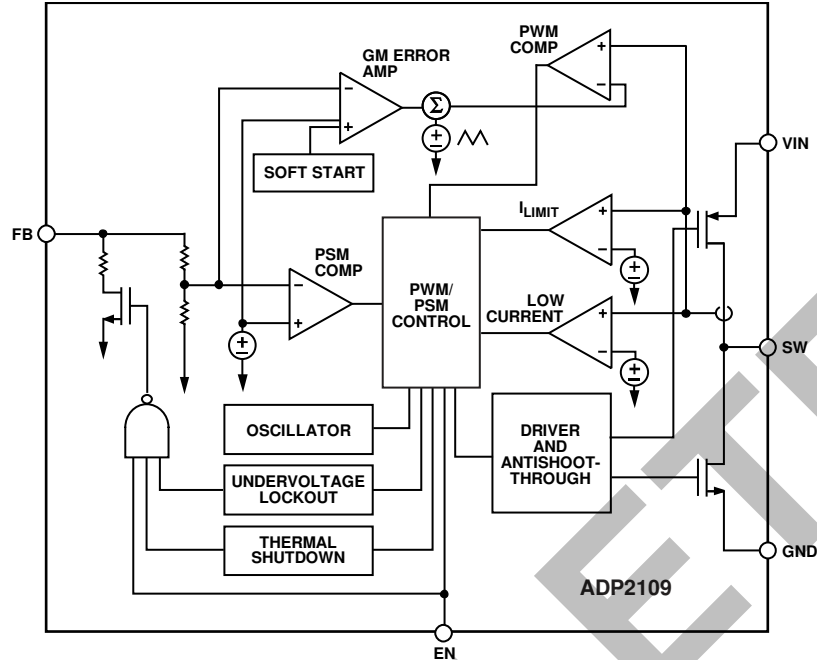 PWM
COMP
GM ERROR
AMP
+
−
−
+
Σ
+
−
VIN
SOFT START
I LIMIT
+
−
FB
PSM
COMP
PWM/
PSM
CONTROL
+
−
−
+
LOW
CURRENT
+
−
SW
+
−
+
−
OSCILLATOR
DRIVER
AND
ANTISHOOT-
THROUGH
UNDERVOLTAGE
LOCKOUT
THERMAL
SHUTDOWN
GND
ADP2109
EN